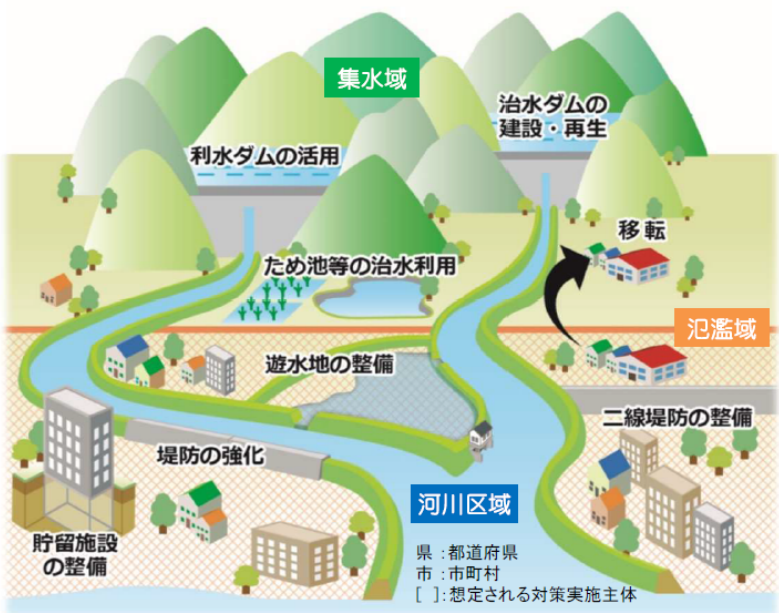 集水域
治水ダムの
建設・再生
利水ダムの活用
移転
ため池等の治水利用
氾濫域
遊水地の整備
二線堤防の整備
堤防の強化
河川区域
貯留施設
の整備
県：都道府県
市：市町村
[ ]：想定される対策実施主体